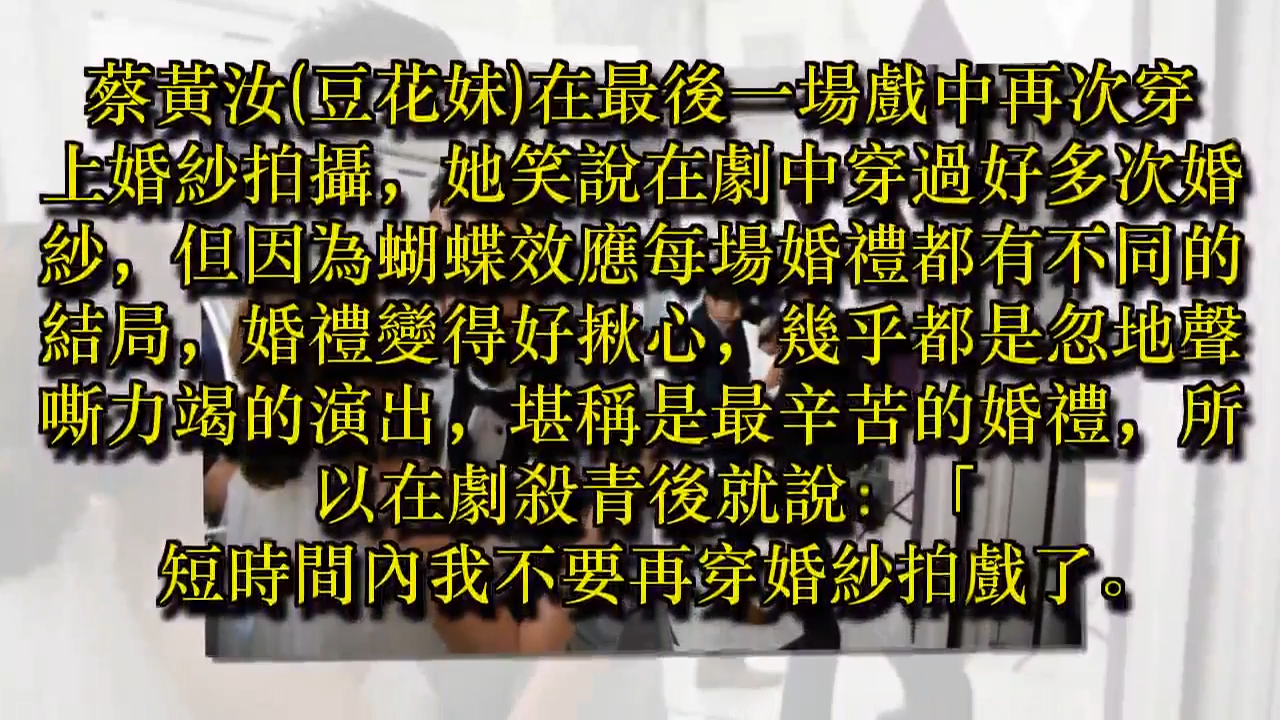 蔡黃汝(豆花妹)在最後一場戲中再次穿
上婚紗拍攝，她笑說在劇中穿過好多次婚
紗，但因為蝴蝶效應每場婚禮都有不同的
結局，婚禮變得好揪心，幾乎都是忽地聲
嘶力竭的演出，堪稱是最辛苦的婚禮，所
以在劇殺青後就說：「
短時間內我不要再穿婚紗拍戲了。